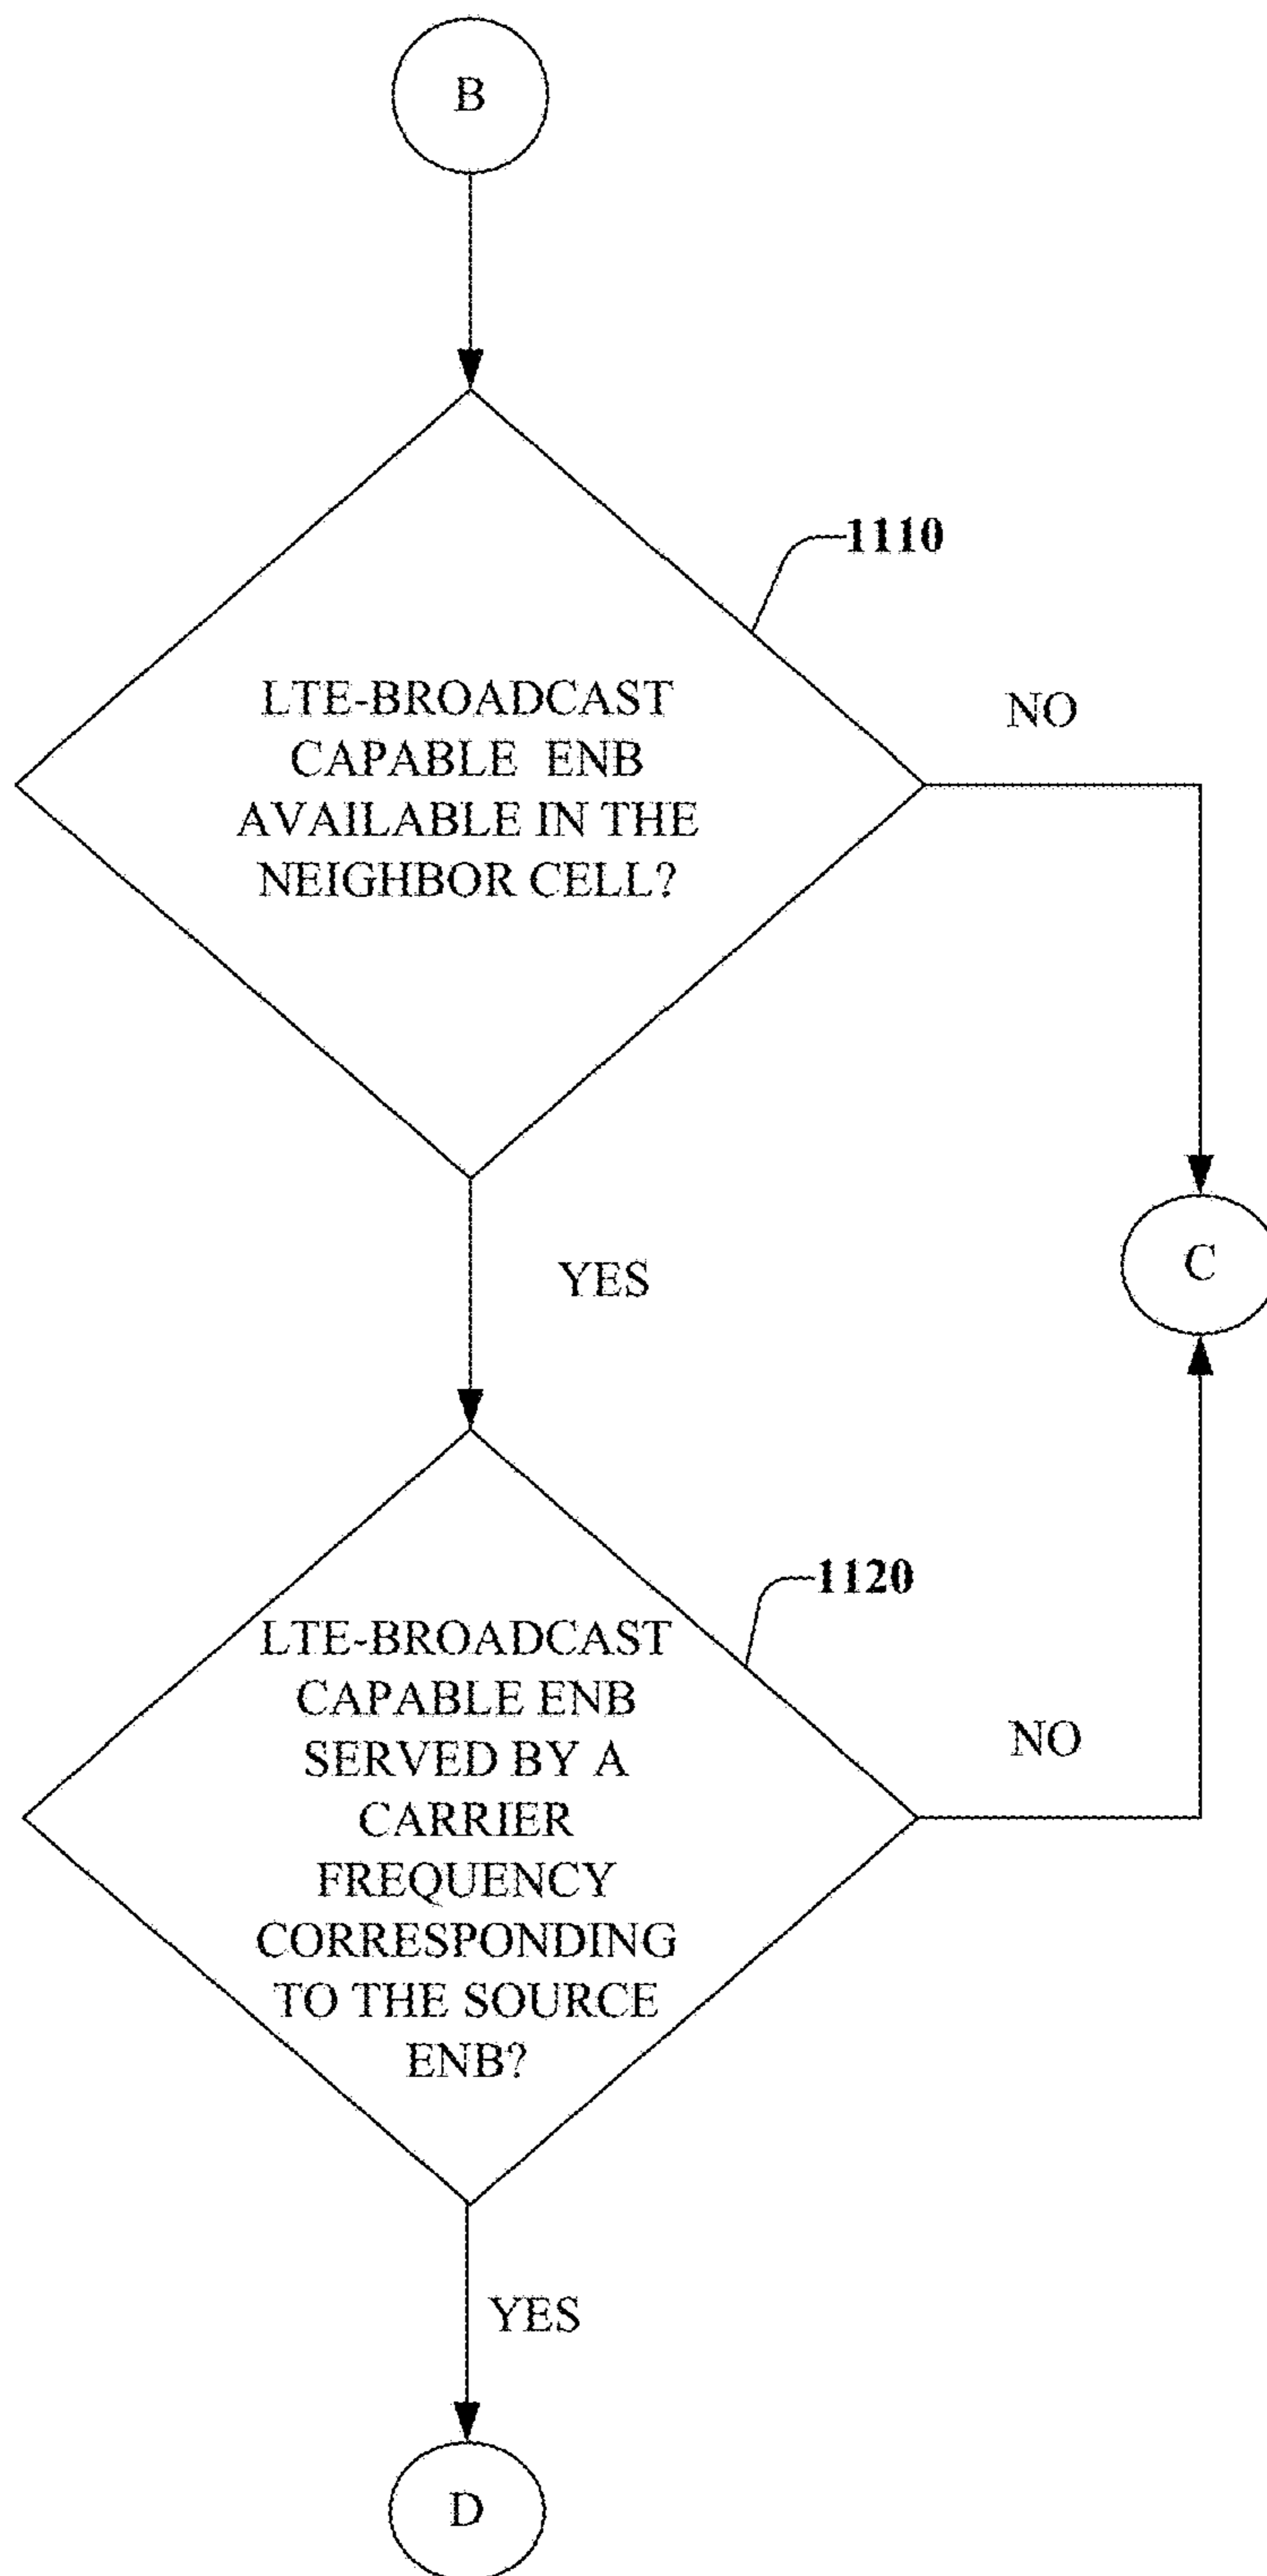 B
1110
LTE-BROADCAST
CAPABLE ENB
AVAILABLE IN THE
NEIGHBOR CELL?
NO
C
YES
1120
LTE-BROADCAST
CAPABLE ENB
SERVED BY A
CARRIER
FREQUENCY
CORRESPONDING
TO THE SOURCE
ENB?
NO
YES
D